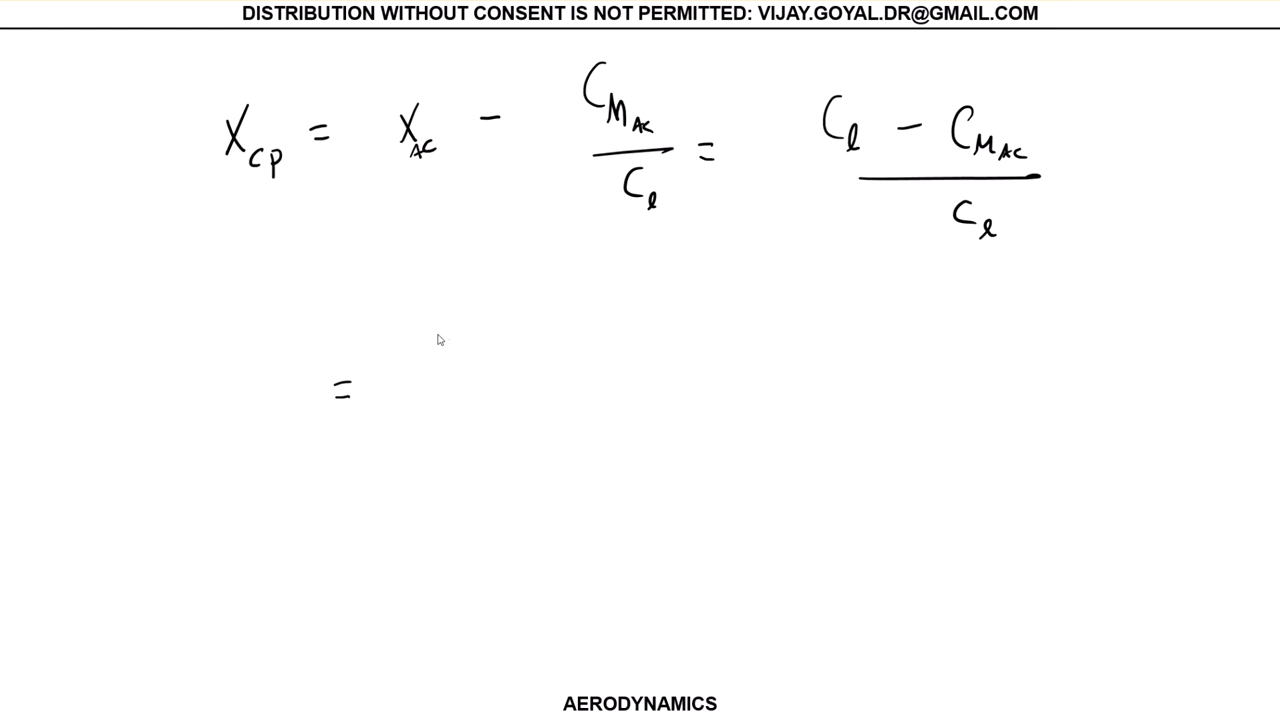 DISTRIBUTION WITHOUT CONSENT IS NOT PERMITTED: VIJAY.GOYAL.DR@GMAIL.COM
X_CP = X_AC - C_M_AC / C_l = C_l - C_M_AC / C_l
=
AERODYNAMICS